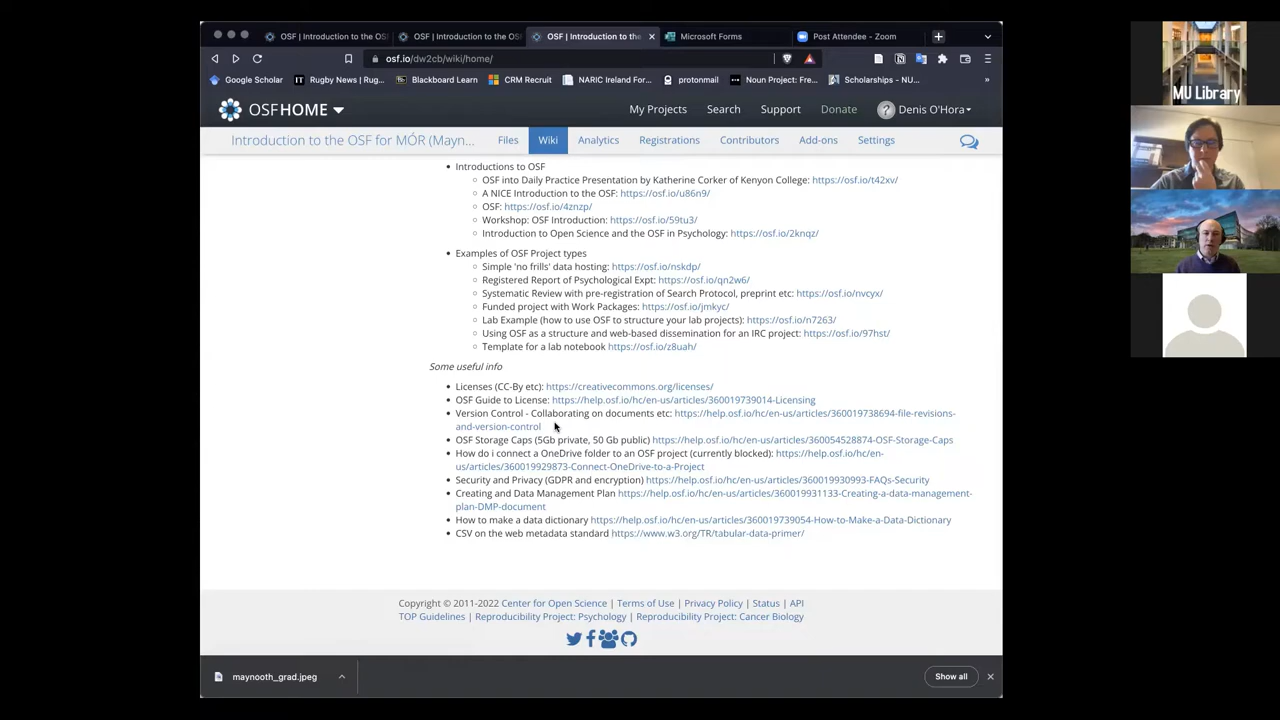 OSF | Introduction to the OSF
OSF | Introduction to the OSF
OSF | Introduction to the
Microsoft Forms
Post Attendee - Zoom
osf.io/dw2cb/wiki/home/
Google Scholar
Rugby News | Rug...
Blackboard Learn
CRM Recruit
NARIC Ireland For...
protonmail
Noun Project: Fre...
Scholarships - NU...
OSFHOME
My Projects
Search
Support
Donate
Denis O'Hora
Introduction to the OSF for MÓR (Mayn...
Files
Wiki
Analytics
Registrations
Contributors
Add-ons
Settings
Introductions to OSF
OSF into Daily Practice Presentation by Katherine Corker of Kenyon College: https://osf.io/t42xv/
A NICE Introduction to the OSF: https://osf.io/u86n9/
OSF: https://osf.io/4znzp/
Workshop: OSF Introduction: https://osf.io/59tu3/
Introduction to Open Science and the OSF in Psychology: https://osf.io/2knqz/
Examples of OSF Project types
Simple 'no frills' data hosting: https://osf.io/nskdp/
Registered Report of Psychological Expt: https://osf.io/qn2w6/
Systematic Review with pre-registration of Search Protocol, preprint etc: https://osf.io/nvcyx/
Funded project with Work Packages: https://osf.io/jmkyc/
Lab Example (how to use OSF to structure your lab projects): https://osf.io/n7263/
Using OSF as a structure and web-based dissemination for an IRC project: https://osf.io/97hst/
Template for a lab notebook https://osf.io/z8uah/
Some useful info
Licenses (CC-By etc): https://creativecommons.org/licenses/
OSF Guide to License: https://help.osf.io/hc/en-us/articles/360019739014-Licensing
Version Control - Collaborating on documents etc: https://help.osf.io/hc/en-us/articles/360019738694-file-revisions-
and-version-control
OSF Storage Caps (5Gb private, 50 Gb public) https://help.osf.io/hc/en-us/articles/360054528874-OSF-Storage-Caps
How do i connect a OneDrive folder to an OSF project (currently blocked): https://help.osf.io/hc/en-
us/articles/360019929873-Connect-OneDrive-to-a-Project
Security and Privacy (GDPR and encryption) https://help.osf.io/hc/en-us/articles/360019930993-FAQs-Security
Creating and Data Management Plan https://help.osf.io/hc/en-us/articles/360019931133-Creating-a-data-management-
plan-DMP-document
How to make a data dictionary https://help.osf.io/hc/en-us/articles/360019739054-How-to-Make-a-Data-Dictionary
CSV on the web metadata standard https://www.w3.org/TR/tabular-data-primer/
Copyright © 2011-2022 Center for Open Science | Terms of Use | Privacy Policy | Status | API
TOP Guidelines | Reproducibility Project: Psychology | Reproducibility Project: Cancer Biology
maynooth_grad.jpeg
Show all
MU Library